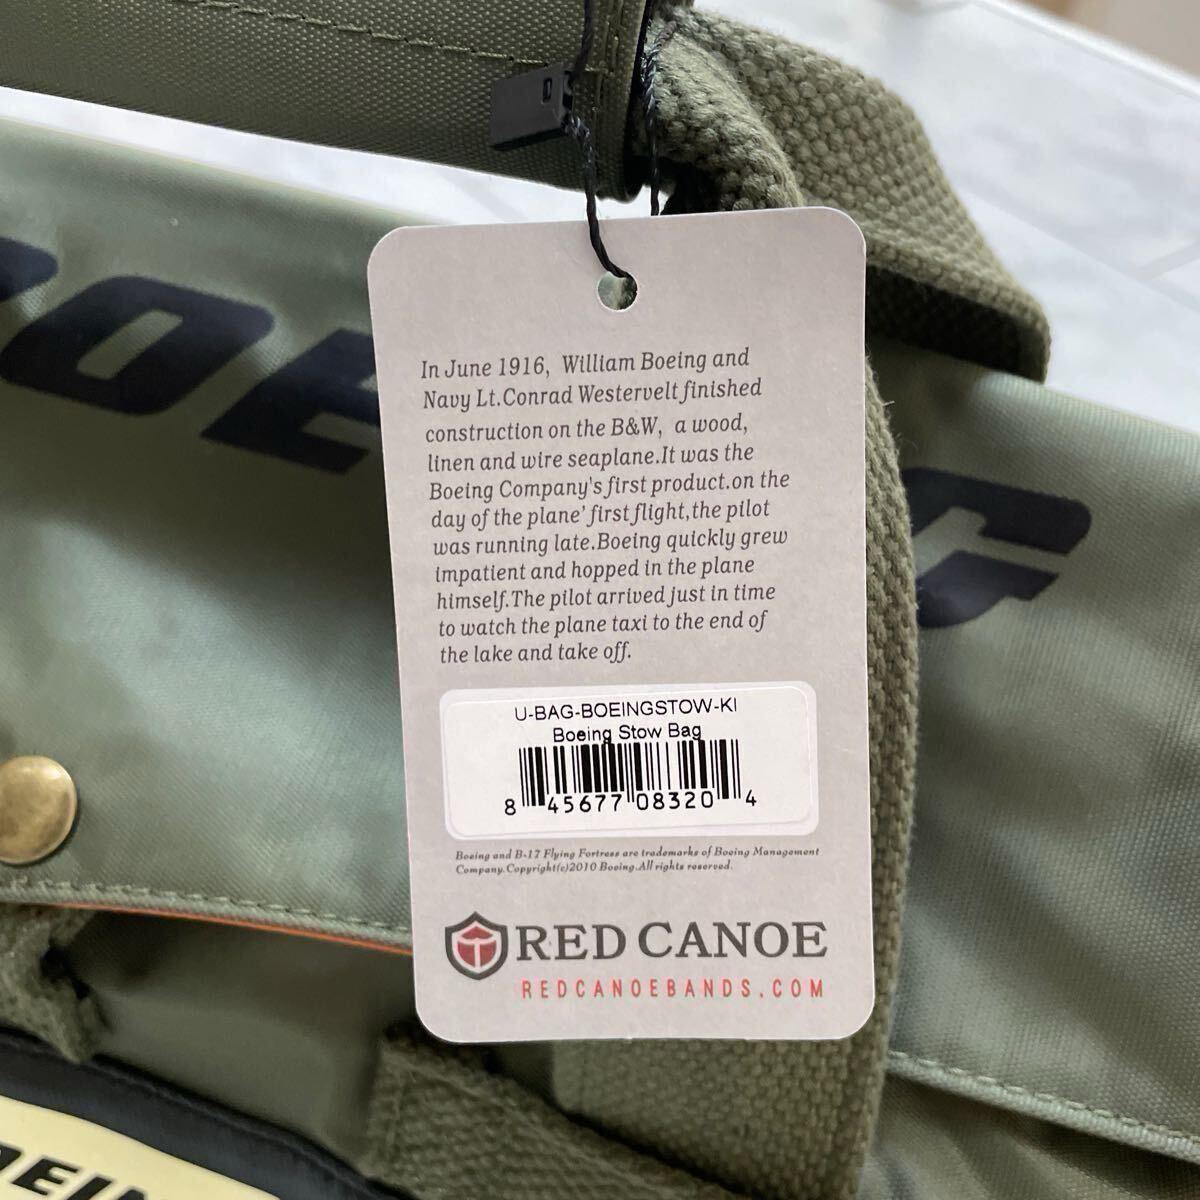 In June 1916, William Boeing and
Navy Lt.Conrad Westervelt finished
construction on the B&W, a wood,
linen and wire seaplane.It was the
Boeing Company's first product.on the
day of the plane' first flight,the pilot
was running late.Boeing quickly grew
impatient and hopped in the plane
himself.The pilot arrived just in time
to watch the plane taxi to the end of
the lake and take off.
U-BAG-BOEINGSTOW-KI
Boeing Stow Bag
8 45677 08320 4
Boeing and B-17 Flying Fortress are trademarks of Boeing Management
Company.Copyright(c)2010 Boeing.All rights reserved.
RED CANOE
REDCANOEBANDS.COM